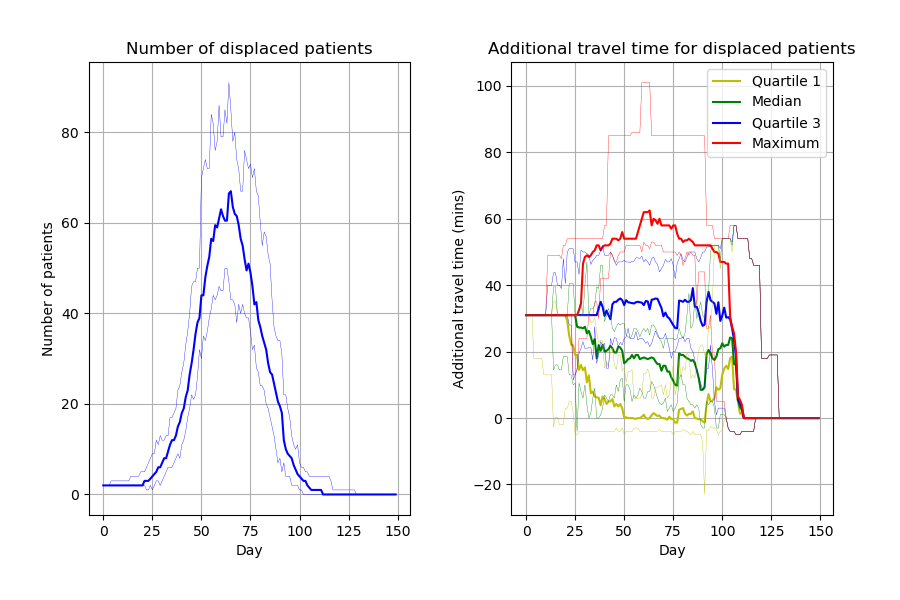 Number of displaced patients
Number of patients
80
60
40
20
0
0 25 50 75 100 125 150
Day
Additional travel time for displaced patients
Additional travel time (mins)
100
80
60
40
20
0
−20
Quartile 1
Median
Quartile 3
Maximum
0 25 50 75 100 125 150
Day